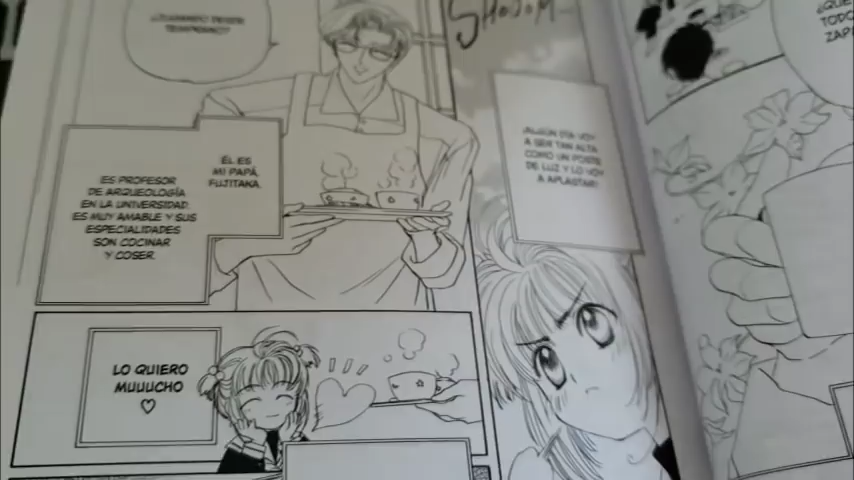 TEMPRANO?
ÉL ES
MI PAPÁ,
FUJITAKA.
ES PROFESOR
DE ARQUEOLOGÍA
EN LA UNIVERSIDAD.
ES MUY AMABLE Y SUS
ESPECIALIDADES
SON COCINAR
Y COSER.
LO QUIERO
MUUUCHO
♡
¡ALGÚN DÍA VOY
A SER TAN ALTA
COMO UN POSTE
DE LUZ Y LO VOY
A APLASTAR!
¿QUÉ
TODO